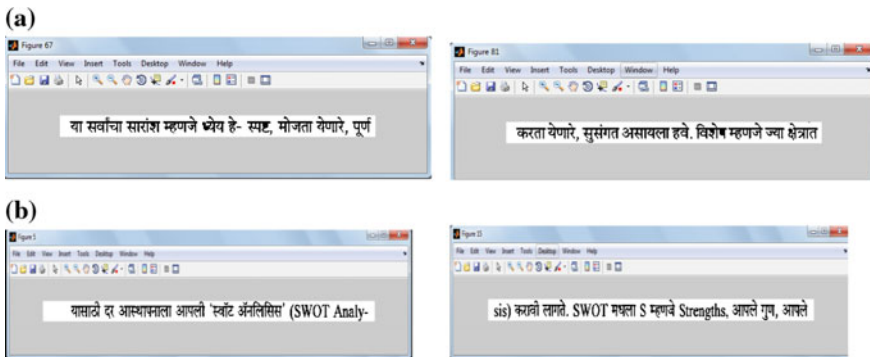 (a)
Figure 67
File Edit View Insert Tools Desktop Window Help
या सर्वांचा सारांश म्हणजे ध्येय हे- स्पष्ट, मोजता येणारे, पूर्ण
Figure 81
File Edit View Insert Tools Desktop Window Help
करता येणारे, सुसंगत असायला हवे. विशेष म्हणजे ज्या क्षेत्रात
(b)
Figure 5
File Edit View Insert Tools Desktop Window Help
यासाठी दर आस्थापनाला आपली 'स्वॉट ॲनलिसिस' (SWOT Analy-
Figure 15
File Edit View Insert Tools Desktop Window Help
sis) करावी लागते. SWOT मधला S म्हणजे Strengths, आपले गुण, आपले